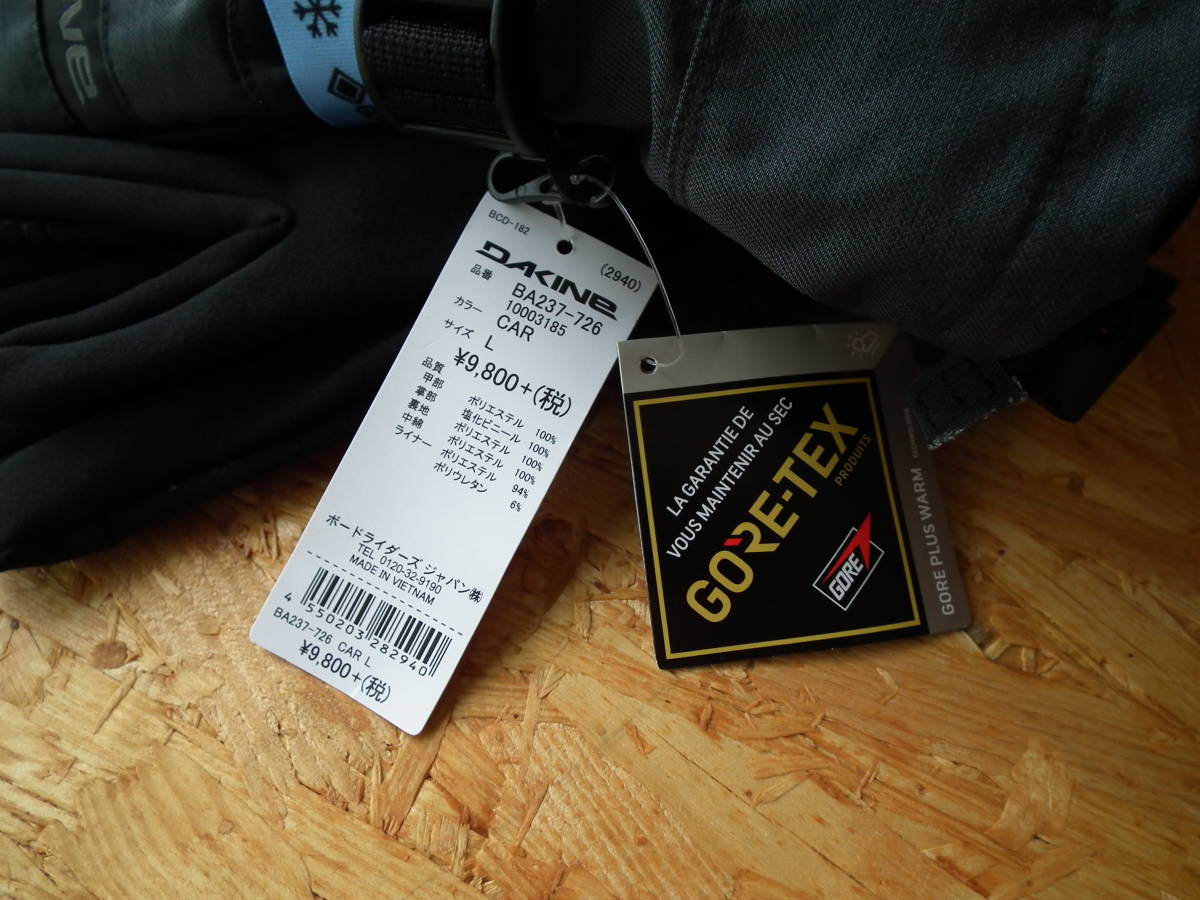 NE
BCD-182
(2940)
DAKINE
品番 BA237-726
10003185
カラー CAR
サイズ L
¥9,800+(税)
品質
甲部 ポリエステル 100%
掌部 塩化ビニール 100%
裏地 ポリエステル 100%
中綿 ポリエステル 100%
ライナー ポリエステル 94%
ポリウレタン 6%
ボードライダーズ ジャパン㈱
TEL 0120-32-9190
MADE IN VIETNAM
4 550203 282940
BA237-726 CAR L
¥9,800+(税)
LA GARANTIE DE
VOUS MAINTENIR AU SEC
GORE-TEX
PRODUITS
GORE
GORE PLUS WARM